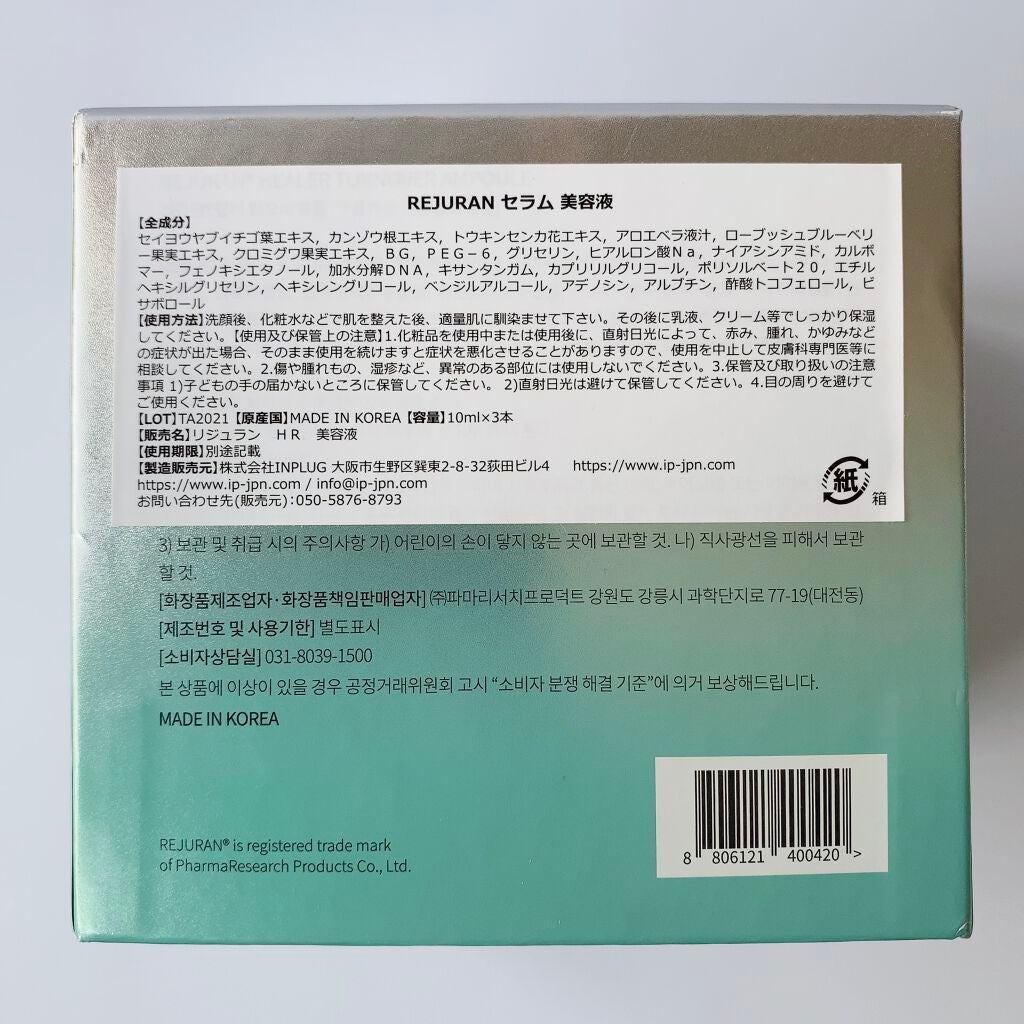 REJURAN® HEALER TURNOVER AMPOULE
REJURAN セラム 美容液
【全成分】
セイヨウヤブイチゴ葉エキス，カンゾウ根エキス，トウキンセンカ花エキス，アロエベラ液汁，ローブッシュブルーベリ
ー果実エキス，クロミグワ果実エキス，ＢＧ，ＰＥＧ－６，グリセリン，ヒアルロン酸Ｎａ，ナイアシンアミド，カルボ
マー，フェノキシエタノール，加水分解ＤＮＡ，キサンタンガム，カプリリルグリコール，ポリソルベート２０，エチル
ヘキシルグリセリン，ヘキシレングリコール，ベンジルアルコール，アデノシン，アルブチン，酢酸トコフェロール，ビ
サボロール
【使用方法】洗顔後、化粧水などで肌を整えた後、適量肌に馴染ませて下さい。その後に乳液、クリーム等でしっかり保湿
してください。【使用及び保管上の注意】1.化粧品を使用中または使用後に、直射日光によって、赤み、腫れ、かゆみなど
の症状が出た場合、そのまま使用を続けますと症状を悪化させることがありますので、使用を中止して皮膚科専門医等に
相談してください。2.傷や腫れもの、湿疹など、異常のある部位には使用しないでください。3.保管及び取り扱いの注意
事項 1)子どもの手の届かないところに保管してください。 2)直射日光は避けて保管してください。4.目の周りを避けて
ご使用ください。
【LOT】TA2021 【原産国】MADE IN KOREA 【容量】10ml×3本
【販売名】リジュラン　ＨＲ　美容液
【使用期限】別途記載
【製造販売元】株式会社INPLUG 大阪市生野区巽東2-8-32荻田ビル4　https://www.ip-jpn.com
https://www.ip-jpn.com / info@ip-jpn.com
お問い合わせ先(販売元)：050-5876-8793
紙 箱
3) 보관 및 취급 시의 주의사항 가) 어린이의 손이 닿지 않는 곳에 보관할 것. 나) 직사광선을 피해서 보관
할 것.
[화장품제조업자·화장품책임판매업자] ㈜파마리서치프로덕트 강원도 강릉시 과학단지로 77-19(대전동)
[제조번호 및 사용기한] 별도표시
[소비자상담실] 031-8039-1500
본 상품에 이상이 있을 경우 공정거래위원회 고시 “소비자 분쟁 해결 기준”에 의거 보상해드립니다.
MADE IN KOREA
REJURAN® is registered trade mark
of PharmaResearch Products Co., Ltd.
8 806121 400420 >